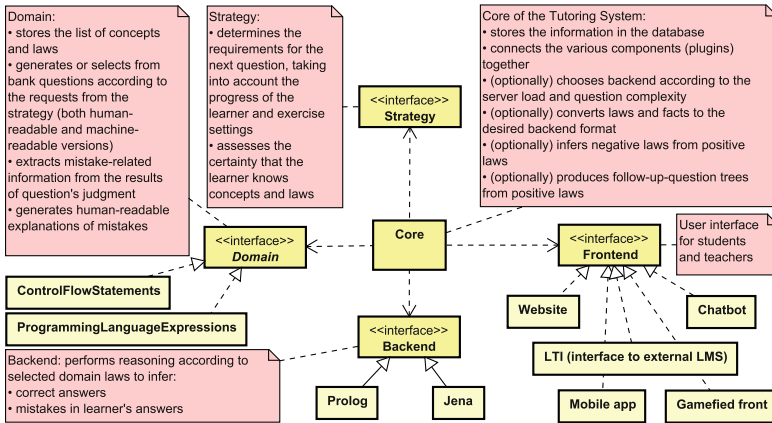 Domain:
• stores the list of concepts
and laws
• generates or selects from
bank questions according
to the requests from the
strategy (both human-
readable and machine-
readable versions)
• extracts mistake-related
information from the results
of question's judgment
• generates human-readable
explanations of mistakes
Strategy:
• determines the
requirements for the
next question, taking
into account the
progress of the
learner and exercise
settings
• assesses the
certainty that the
learner knows
concepts and laws
Core of the Tutoring System:
• stores the information in the database
• connects the various components (plugins)
together
• (optionally) chooses backend according to the
server load and question complexity
• (optionally) converts laws and facts to the
desired backend format
• (optionally) infers negative laws from positive
laws
• (optionally) produces follow-up-question trees
from positive laws
<<interface>>
Strategy
<<interface>>
Domain
Core
<<interface>>
Frontend
User interface
for students
and teachers
ControlFlowStatements
ProgrammingLanguageExpressions
<<interface>>
Backend
Website
Chatbot
LTI (interface to external LMS)
Backend: performs reasoning according to
selected domain laws to infer:
• correct answers
• mistakes in learner's answers
Prolog
Jena
Mobile app
Gamefied front